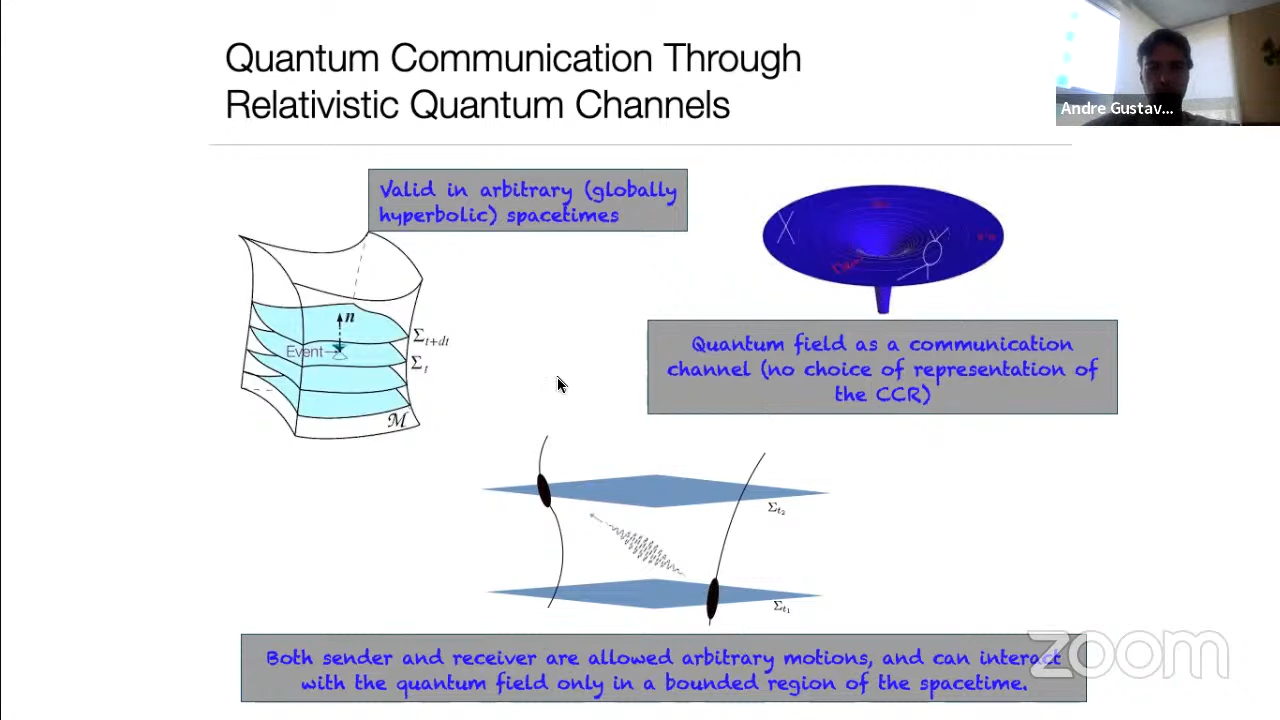 Quantum Communication Through
Relativistic Quantum Channels
Andre Gustav...
Valid in arbitrary (globally
hyperbolic) spacetimes
n
Event
Σt+dt
Σt
M
Quantum field as a communication
channel (no choice of representation of
the CCR)
Σt₂
Σt₁
Both sender and receiver are allowed arbitrary motions, and can interact
with the quantum field only in a bounded region of the spacetime.
zoom